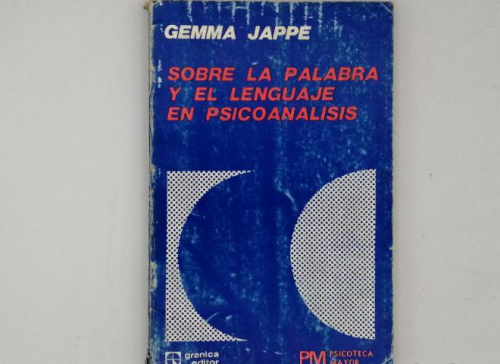 GEMMA JAPPE
SOBRE LA PALABRA
Y EL LENGUAJE
EN PSICOANALISIS
granica
editor
PM PSICOTECA
MAYOR